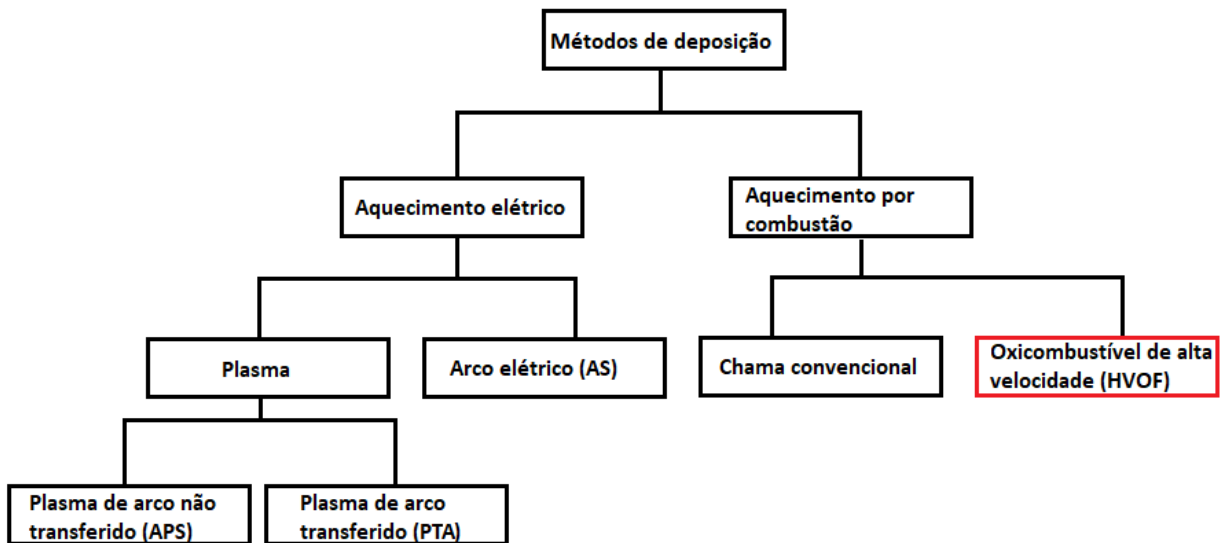 Métodos de deposição
Aquecimento elétrico
Aquecimento por
combustão
Plasma
Arco elétrico (AS)
Chama convencional
Oxicombustível de alta
velocidade (HVOF)
Plasma de arco não
transferido (APS)
Plasma de arco
transferido (PTA)